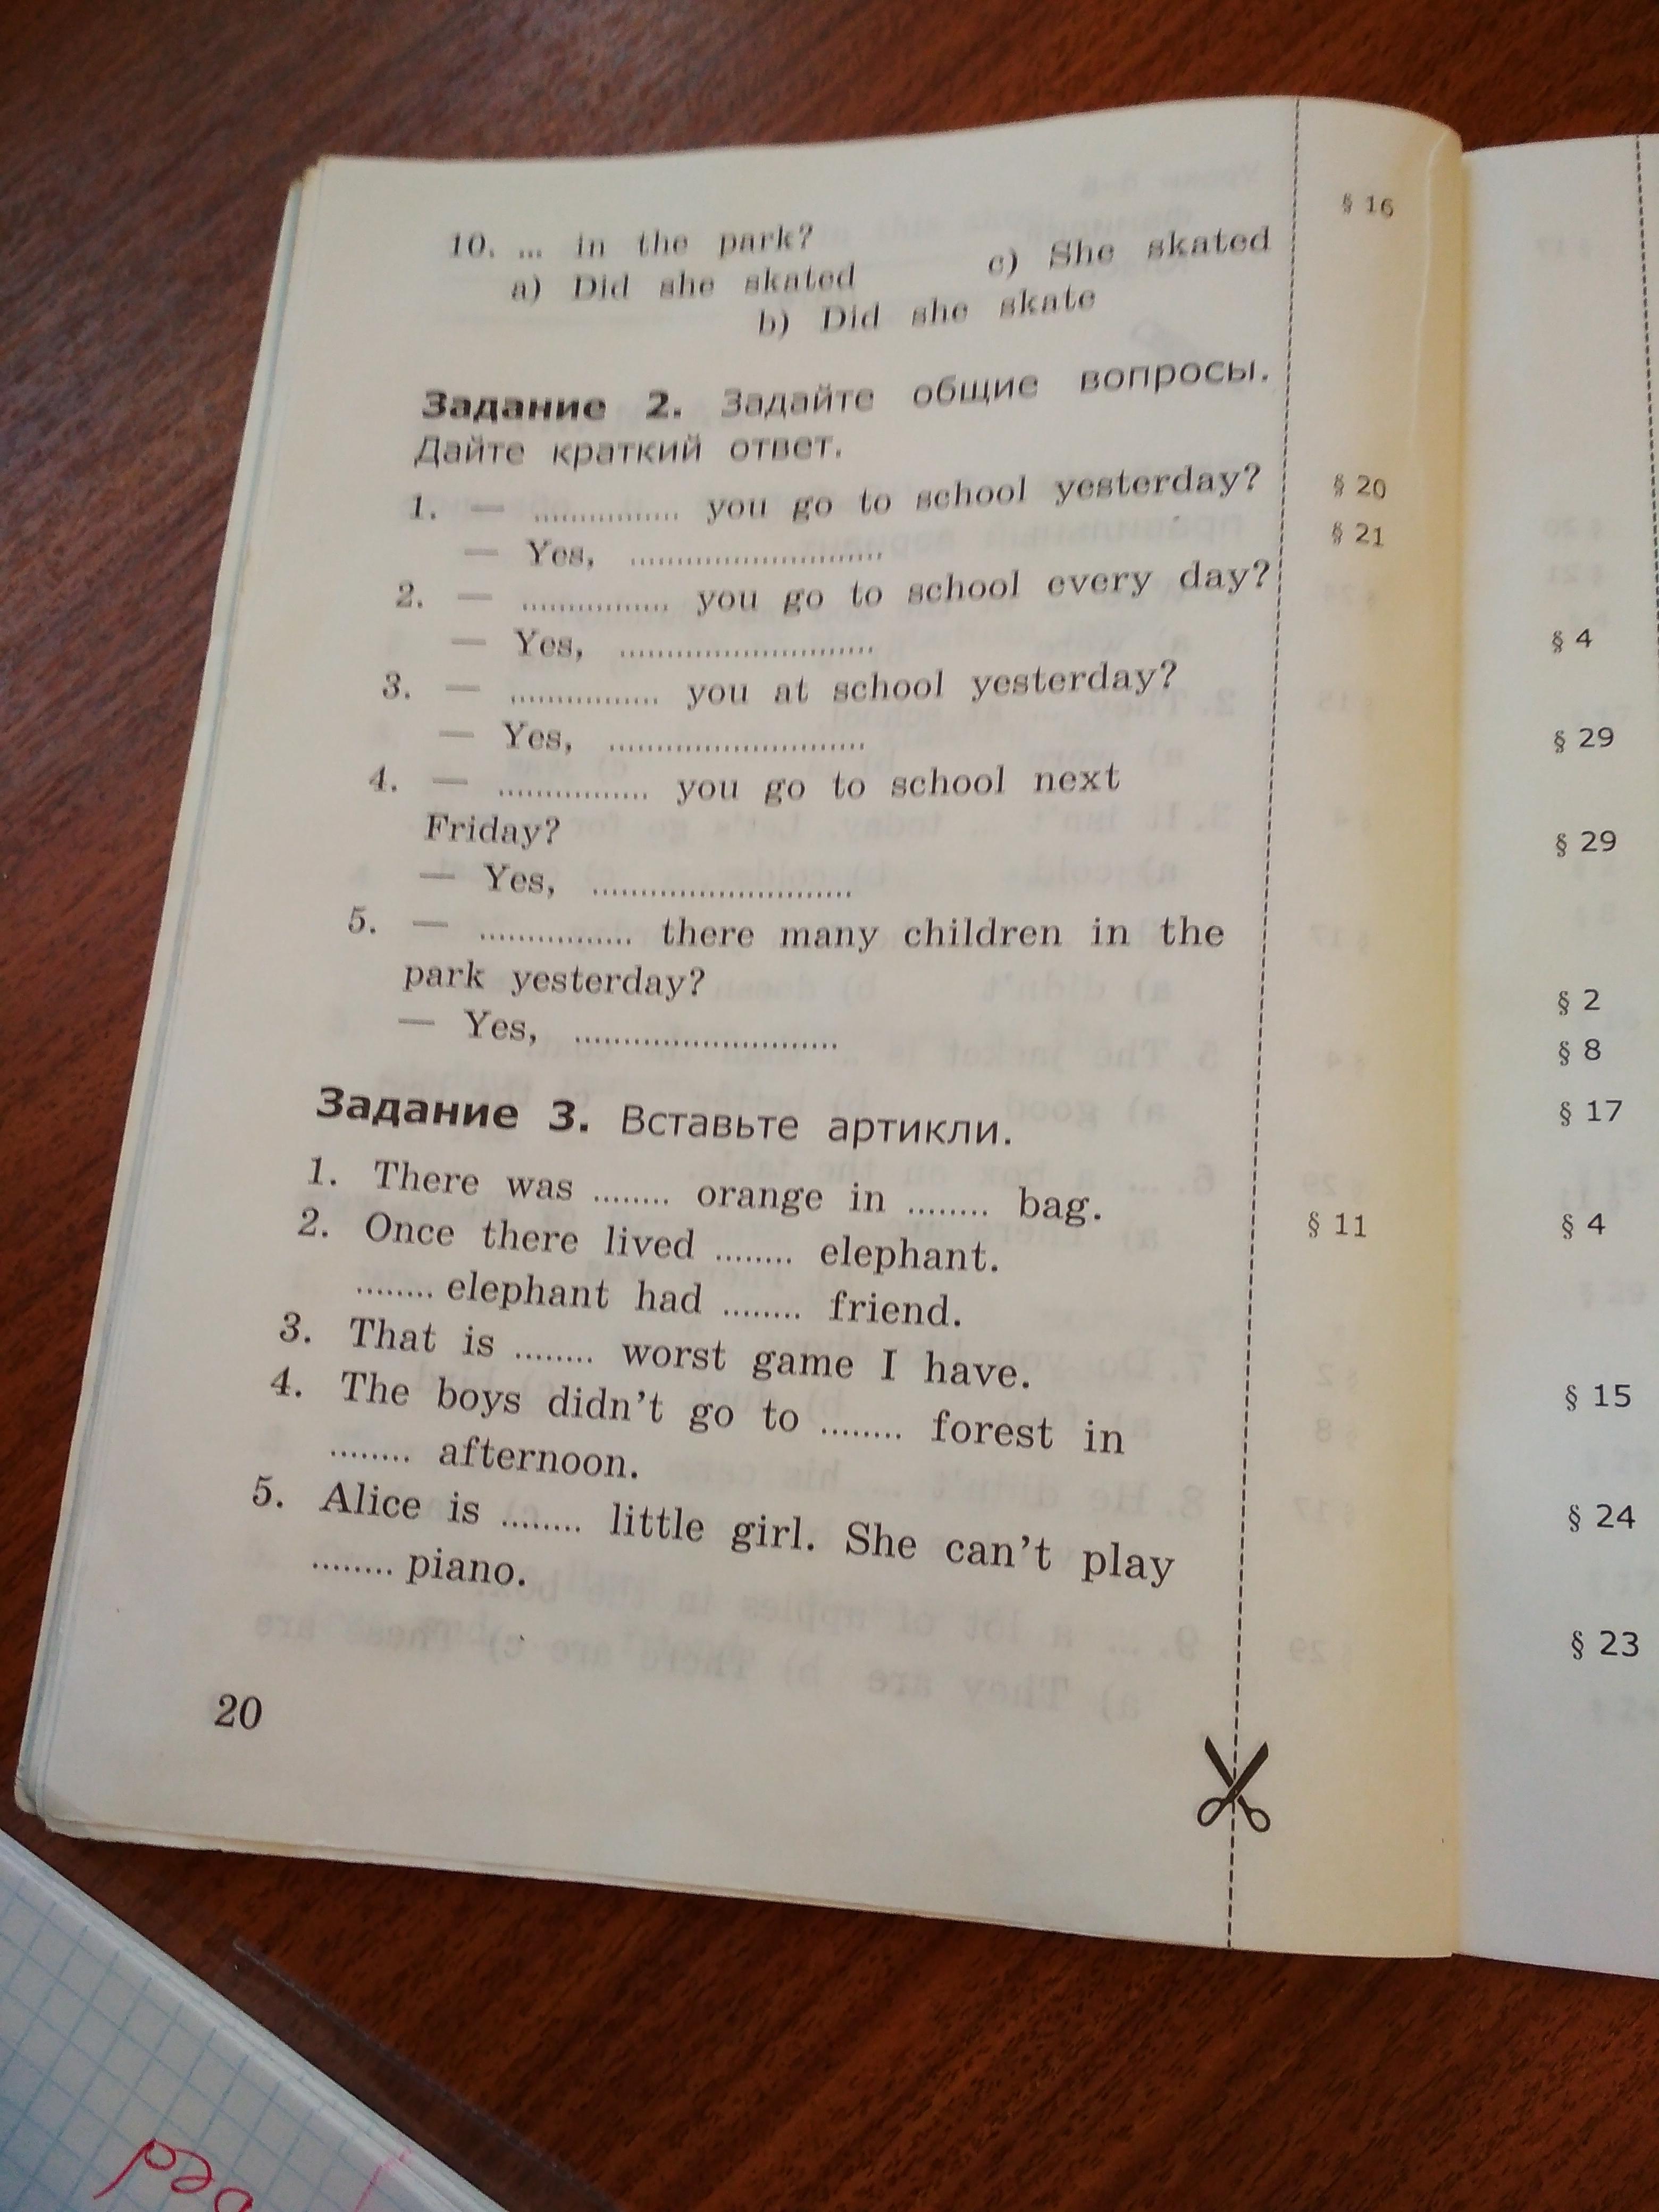 10. ... in the park?
a) Did she skated c) She skated
b) Did she skate
§ 16
Задание 2. Задайте общие вопросы.
Дайте краткий ответ.
1. — ................ you go to school yesterday?
§ 20
— Yes, ............................
§ 21
2. — ................ you go to school every day?
— Yes, ............................
3. — ................ you at school yesterday?
— Yes, ............................
4. — ................ you go to school next
Friday?
— Yes, ............................
5. — ................ there many children in the
park yesterday?
— Yes, ............................
Задание 3. Вставьте артикли.
1. There was ........ orange in ........ bag.
2. Once there lived ........ elephant.
§ 11
........ elephant had ........ friend.
3. That is ........ worst game I have.
4. The boys didn't go to ........ forest in
........ afternoon.
5. Alice is ........ little girl. She can't play
........ piano.
20
§ 4
§ 29
§ 29
§ 2
§ 8
§ 17
§ 4
§ 15
§ 24
§ 23